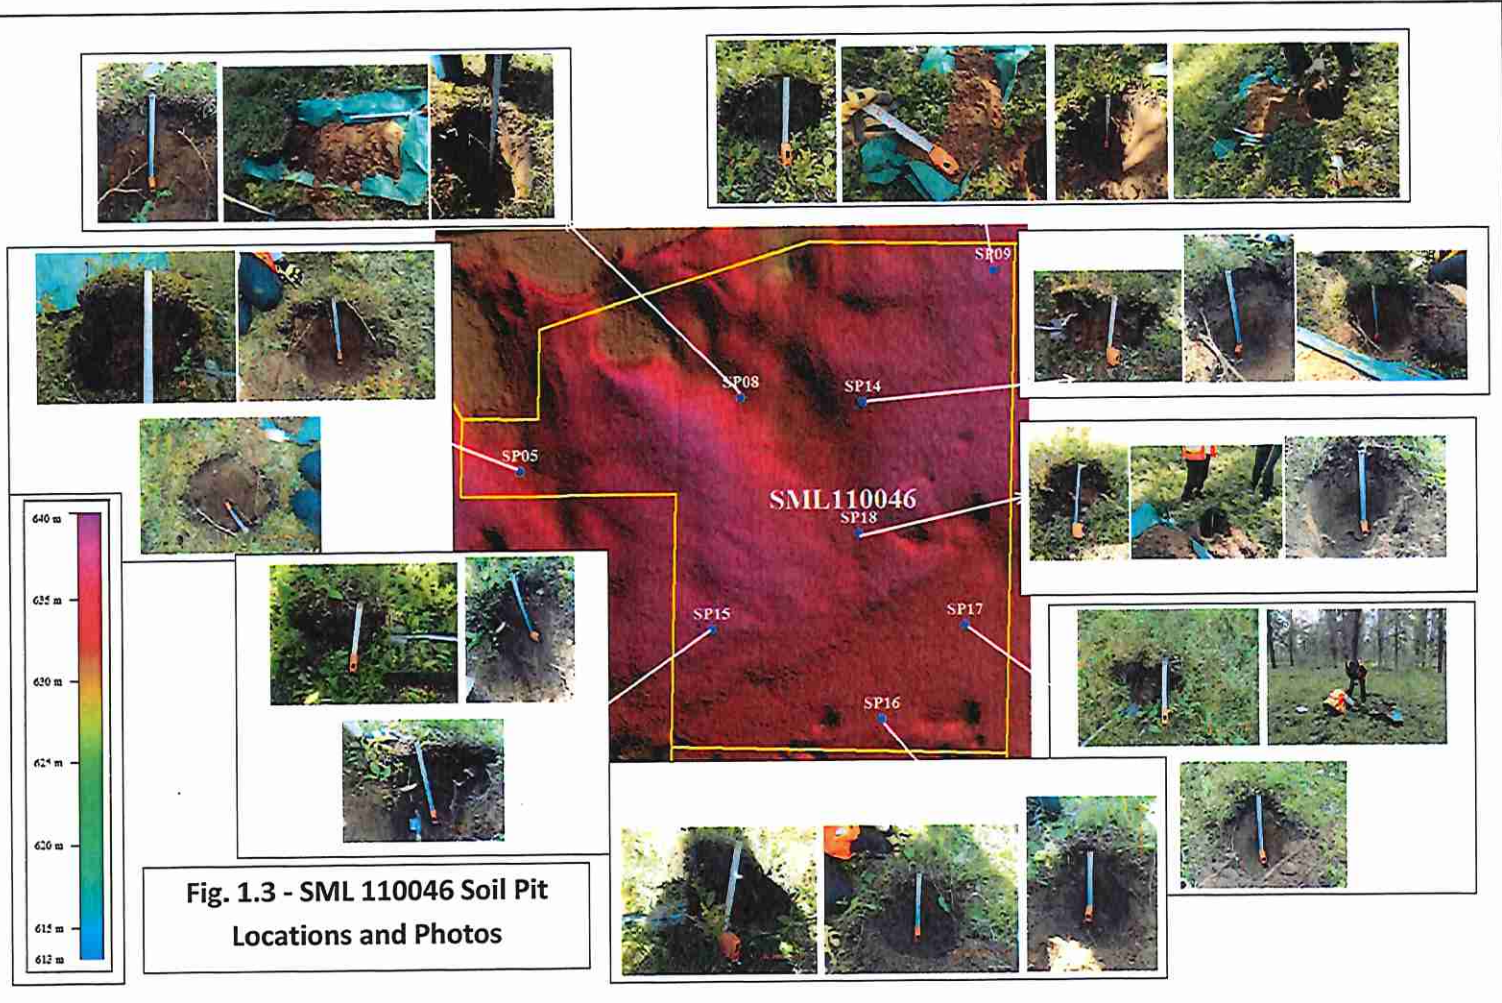 SP09
SP08
SP14
SP05
SML110046
SP18
SP15
SP17
SP16
640 m
635 m
620 m
620 m
615 m
612 m
Fig. 1.3 - SML 110046 Soil Pit
Locations and Photos